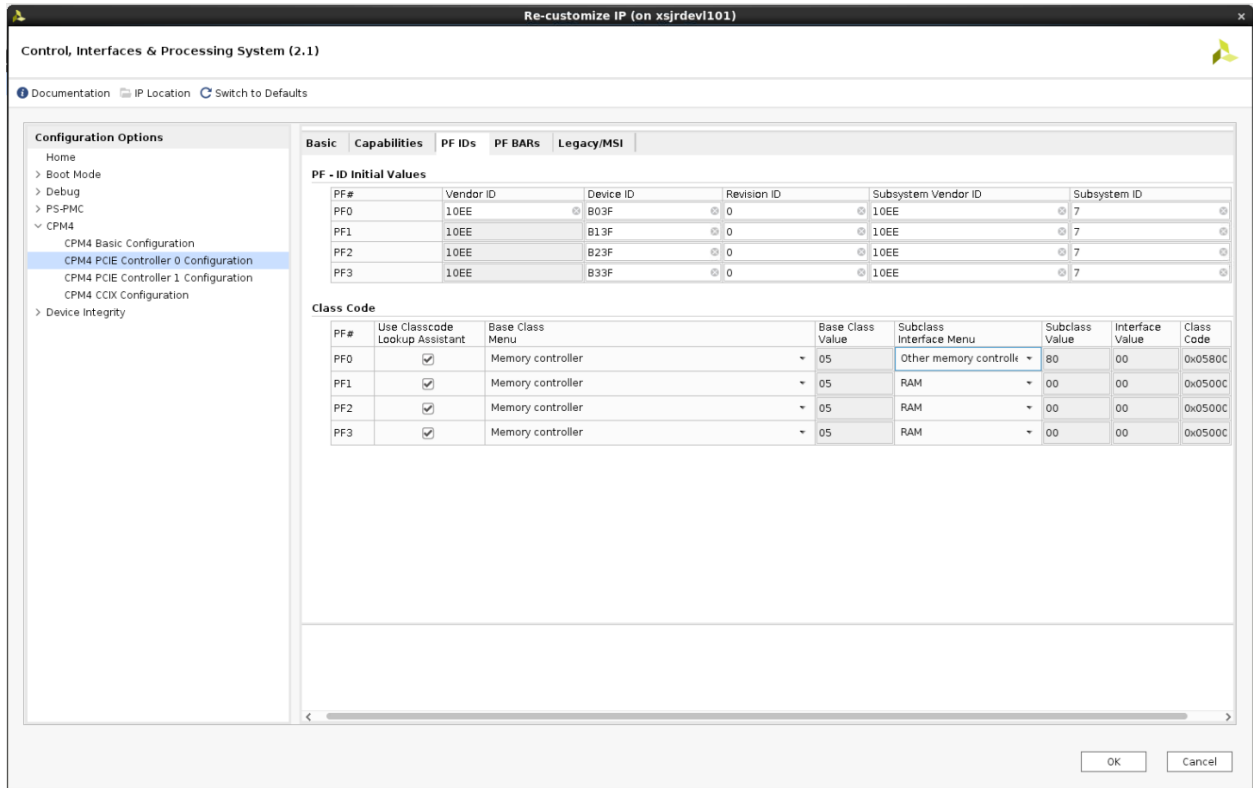 Re-customize IP (on xsjrdevl101)
Control, Interfaces & Processing System (2.1)
Documentation IP Location Switch to Defaults
Configuration Options
Home
Boot Mode
Debug
PS-PMC
CPM4
CPM4 Basic Configuration
CPM4 PCIE Controller 0 Configuration
CPM4 PCIE Controller 1 Configuration
CPM4 CCIX Configuration
Device Integrity
Basic Capabilities PF IDs PF BARs Legacy/MSI
PF - ID Initial Values
PF# Vendor ID Device ID Revision ID Subsystem Vendor ID Subsystem ID
PF0 10EE B03F 0 10EE 7
PF1 10EE B13F 0 10EE 7
PF2 10EE B23F 0 10EE 7
PF3 10EE B33F 0 10EE 7
Class Code
PF# Use Classcode Lookup Assistant Base Class Menu Base Class Value Subclass Interface Menu Subclass Value Interface Value Class Code
PF0 Memory controller 05 Other memory controlle 80 00 0x0580
PF1 Memory controller 05 RAM 00 00 0x0500
PF2 Memory controller 05 RAM 00 00 0x0500
PF3 Memory controller 05 RAM 00 00 0x0500
OK Cancel